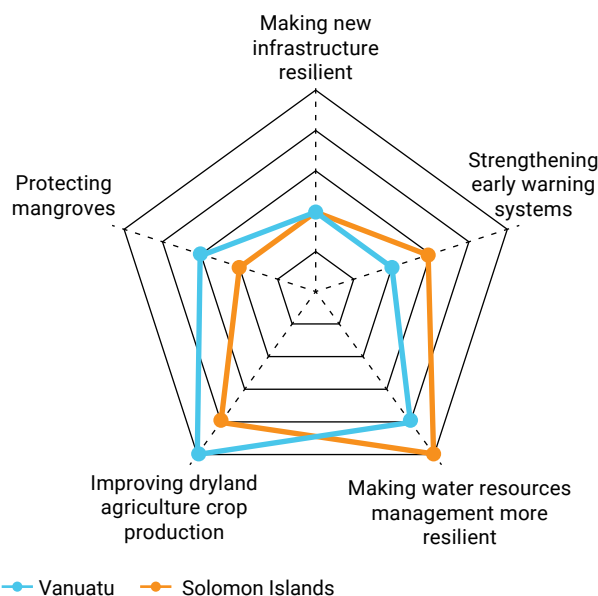 Making new
infrastructure
resilient
Strengthening
early warning
systems
Protecting
mangroves
Improving dryland
agriculture crop
production
Making water resources
management more
resilient
Vanuatu
Solomon Islands